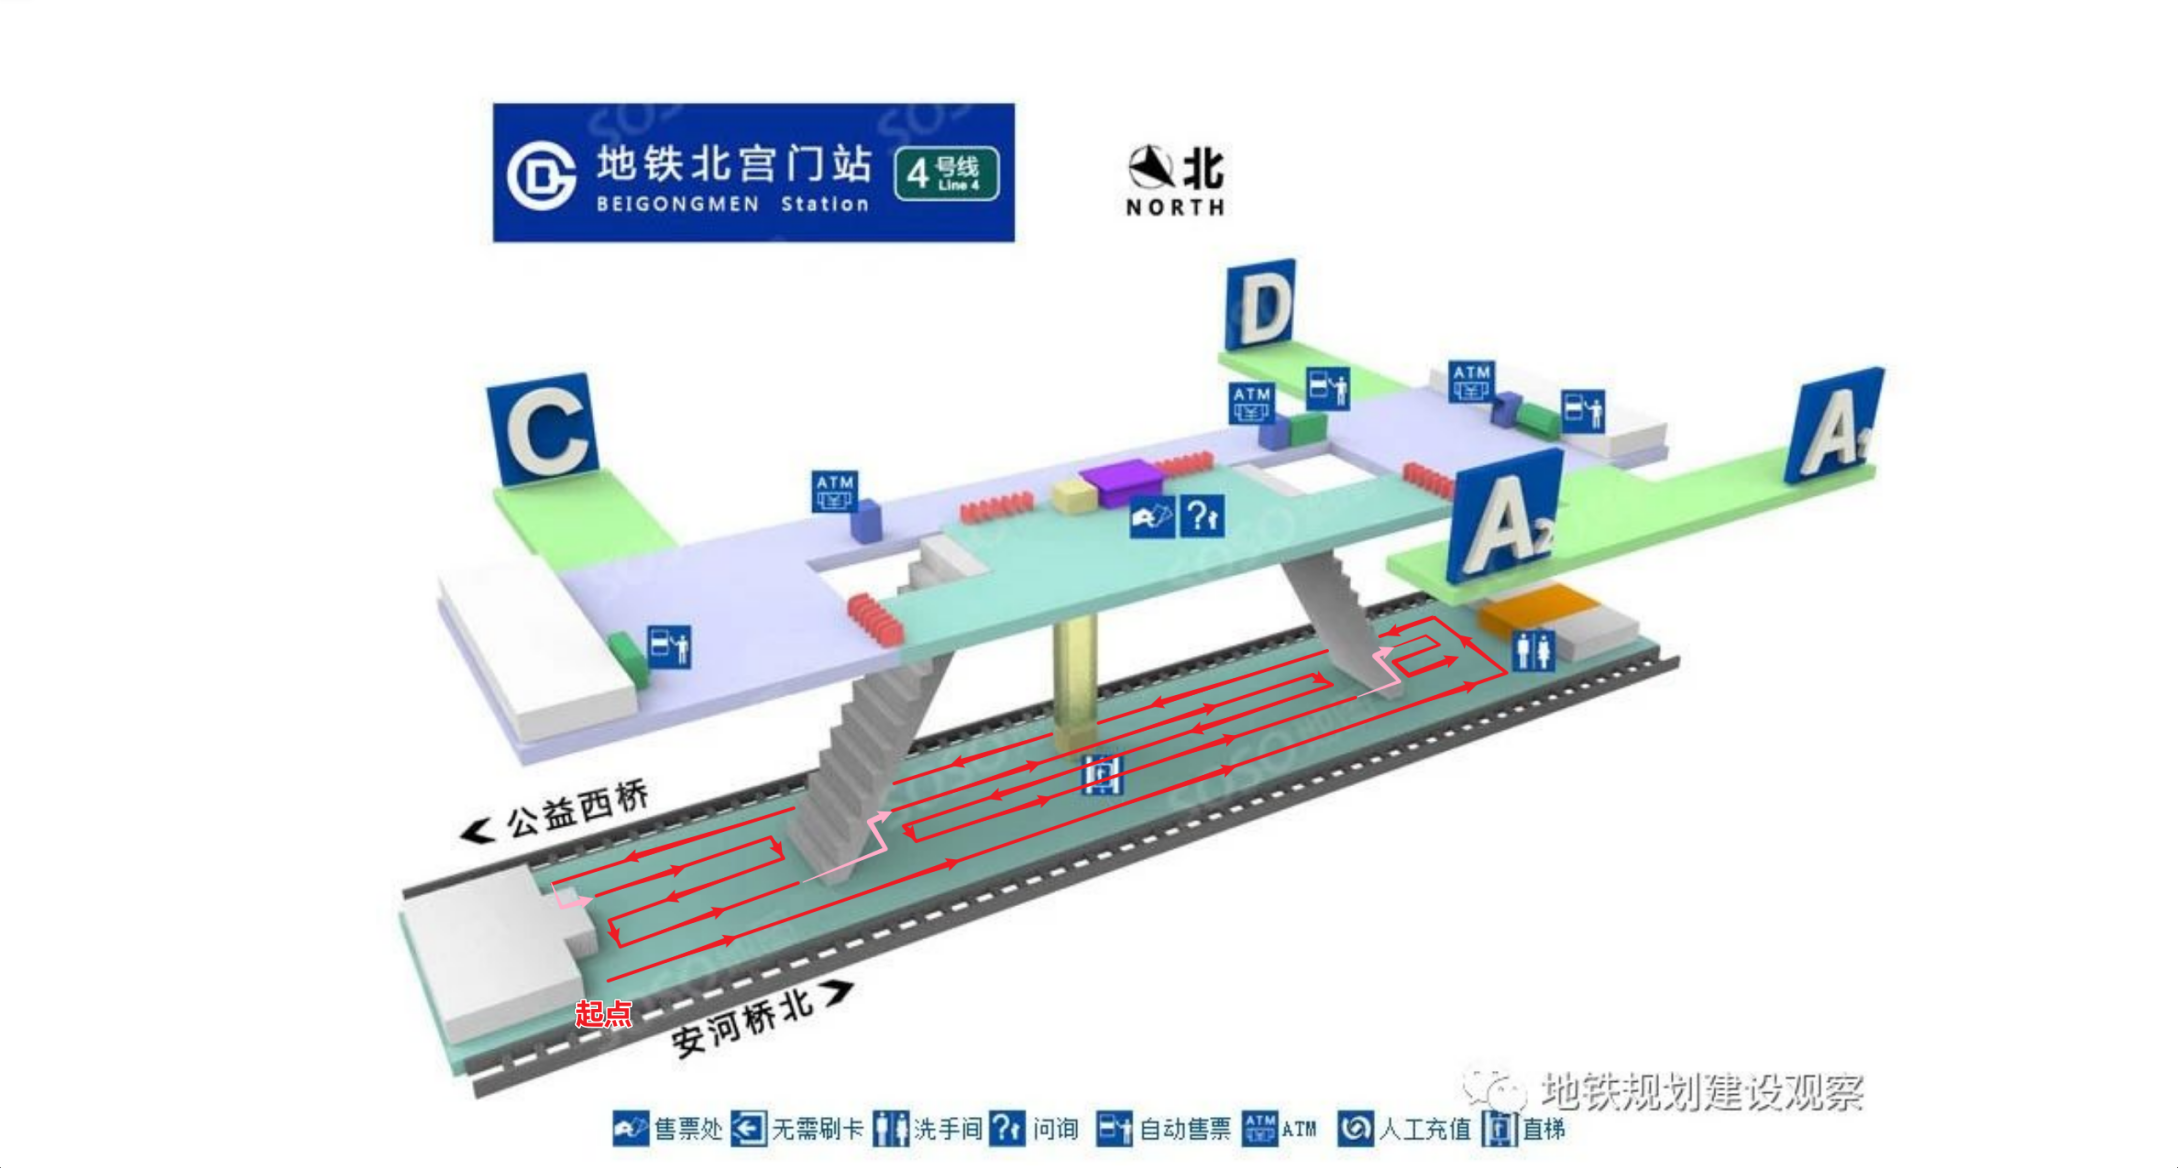 地铁北宫门站
BEIGONGMEN Station
4号线
Line 4
北
NORTH
D
C
A1
A2
ATM
ATM
ATM
公益西桥
安河桥北
起点
地铁规划建设观察
售票处 无需刷卡 洗手间 问询 自动售票 ATM ATM 人工充值 直梯